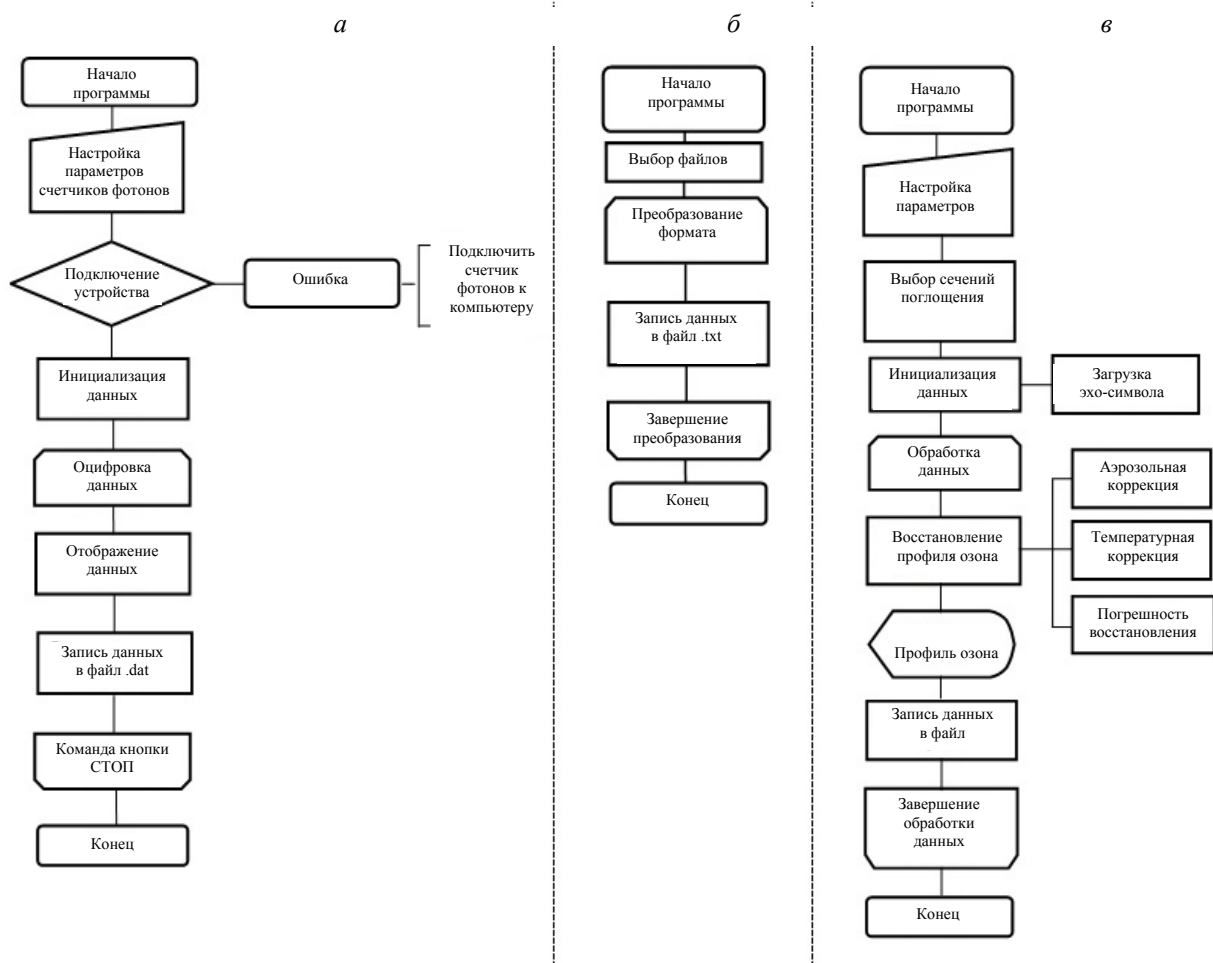 а
Начало
программы
Настройка
параметров
счетчиков фотонов
Подключение
устройства
Ошибка
Подключить
счетчик
фотонов к
компьютеру
Инициализация
данных
Оцифровка
данных
Отображение
данных
Запись данных
в файл .dat
Команда кнопки
СТОП
Конец
б
Начало
программы
Выбор файлов
Преобразование
формата
Запись данных
в файл .txt
Завершение
преобразования
Конец
в
Начало
программы
Настройка
параметров
Выбор сечений
поглощения
Инициализация
данных
Загрузка
эхо-символа
Обработка
данных
Восстановление
профиля озона
Аэрозольная
коррекция
Температурная
коррекция
Погрешность
восстановления
Профиль озона
Запись данных
в файл
Завершение
обработки
данных
Конец